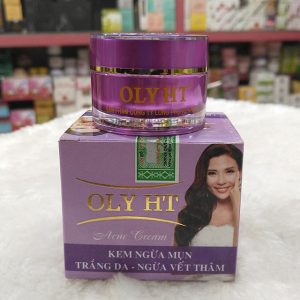 OLY HT
OLY HT
Acne Cream
KEM NGỪA MỤN
TRẮNG DA - NGỪA VẾT THÂM